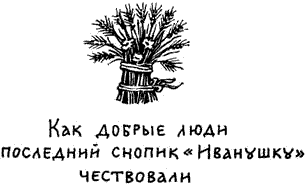 Как добрые люди
последний снопик «Иванушку»
чествовали